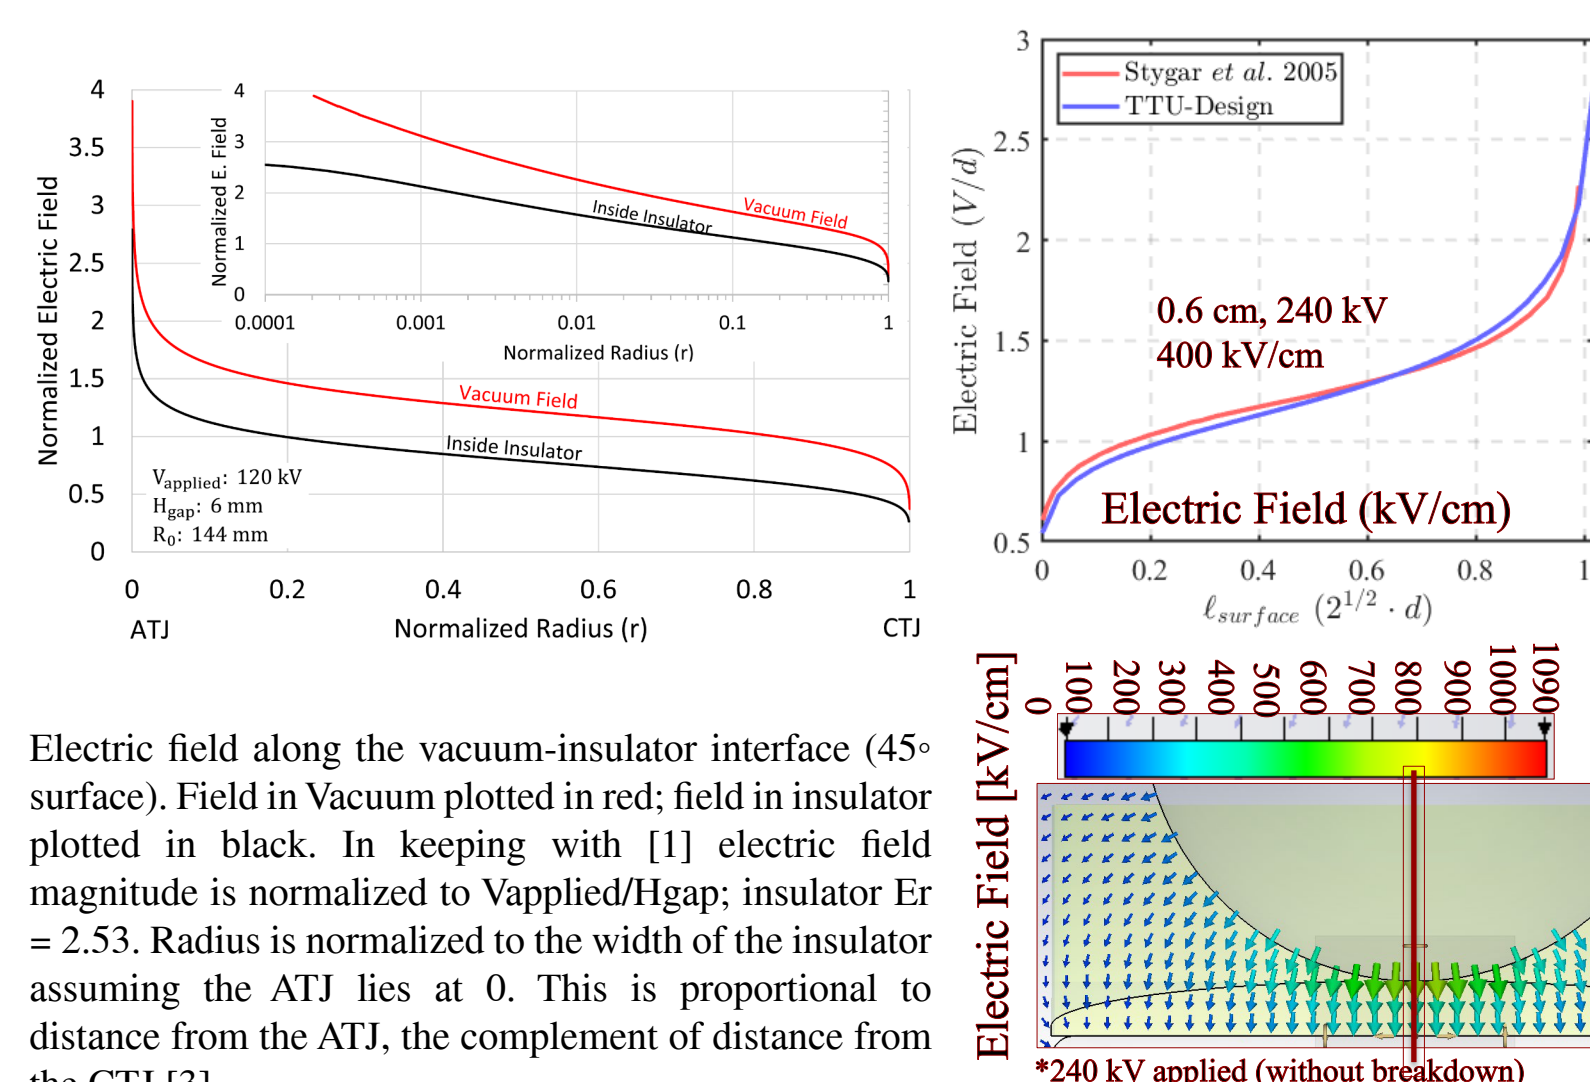 4
3.5
3
2.5
2
1.5
1
0.5
0
Normalized Electric Field
0
0.2
0.4
0.6
0.8
1
ATJ
Normalized Radius (r)
CTJ
Vacuum Field
Inside Insulator
Vapplied: 120 kV
Hgap: 6 mm
R0: 144 mm
4
3
2
1
0
Normalized E. Field
0.0001
0.001
0.01
0.1
1
Normalized Radius (r)
Inside Insulator
Vacuum Field
Electric field along the vacuum-insulator interface (45◦
surface). Field in Vacuum plotted in red; field in insulator
plotted in black. In keeping with [1] electric field
magnitude is normalized to Vapplied/Hgap; insulator Er
= 2.53. Radius is normalized to the width of the insulator
assuming the ATJ lies at 0. This is proportional to
distance from the ATJ, the complement of distance from
the CTJ [3]
3
2.5
2
1.5
1
0.5
Electric Field (V/d)
Stygar et al. 2005
TTU-Design
0.6 cm, 240 kV
400 kV/cm
Electric Field (kV/cm)
0
0.2
0.4
0.6
0.8
1
ℓsurface (2^1/2 · d)
Electric Field [kV/cm]
0
100
200
300
400
500
600
700
800
900
1000
1090
*240 kV applied (without breakdown)